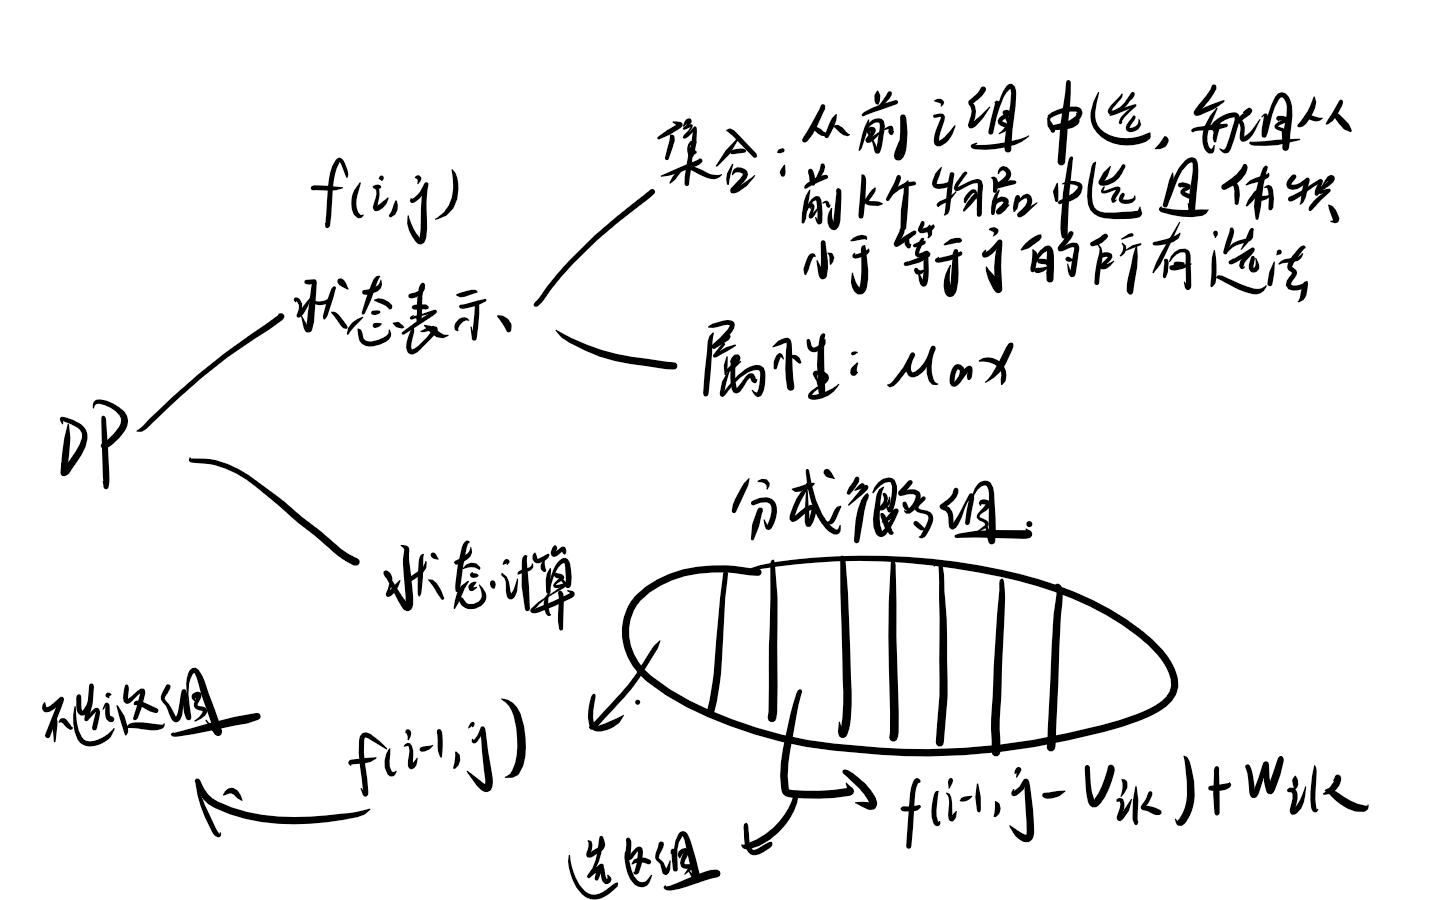 集合：从前i组中选，每组从
前k个物品中选且体积
小于等于j的所有选法
f(i,j)
状态表示、
属性：Max
DP
分成很多组.
状态计算
不选i这组
f(i-1,j)
f(i-1,j-Vik)+Wik
选这组